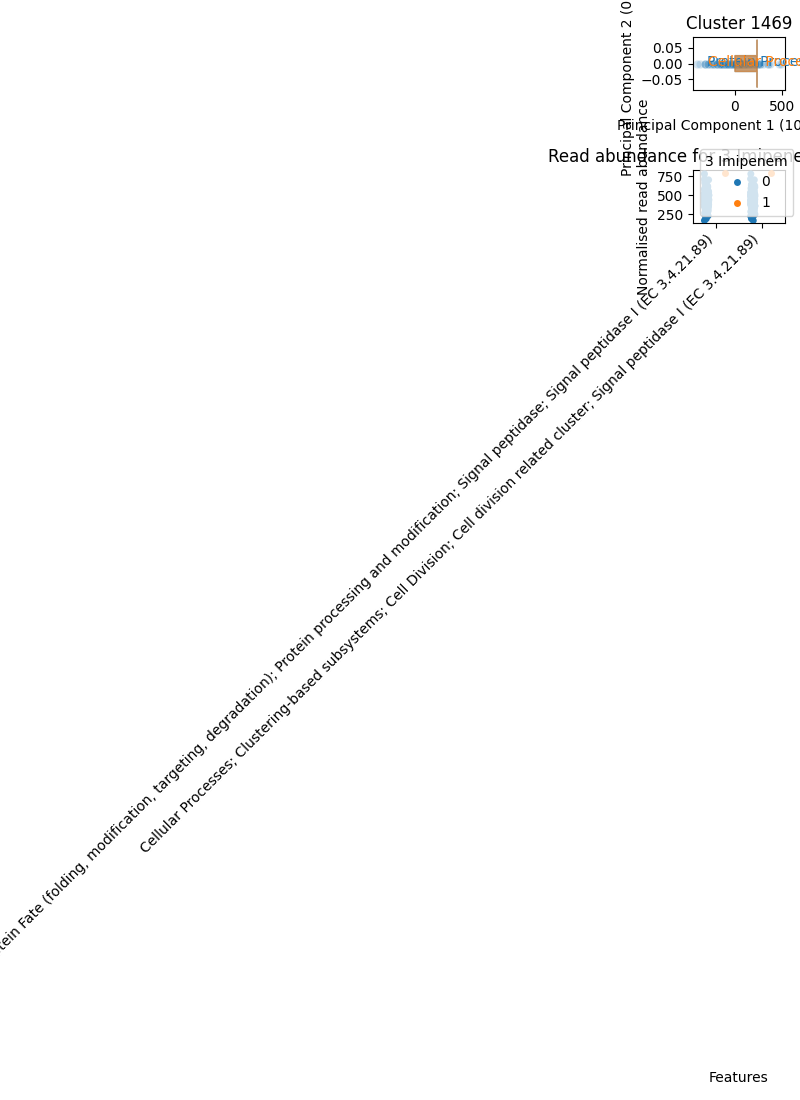 Cluster 1469
Principal Component 2 (0
0.05
0.00
−0.05
0
500
Principal Component 1 (10
Read abundance for 3 Imipene
Normalised read abundance
3 Imipenem
0
1
750
500
250
tein Fate (folding, modification, targeting, degradation); Protein processing and modification; Signal peptidase; Signal peptidase I (EC 3.4.21.89)
Cellular Processes; Clustering-based subsystems; Cell Division; Cell division related cluster; Signal peptidase I (EC 3.4.21.89)
Features